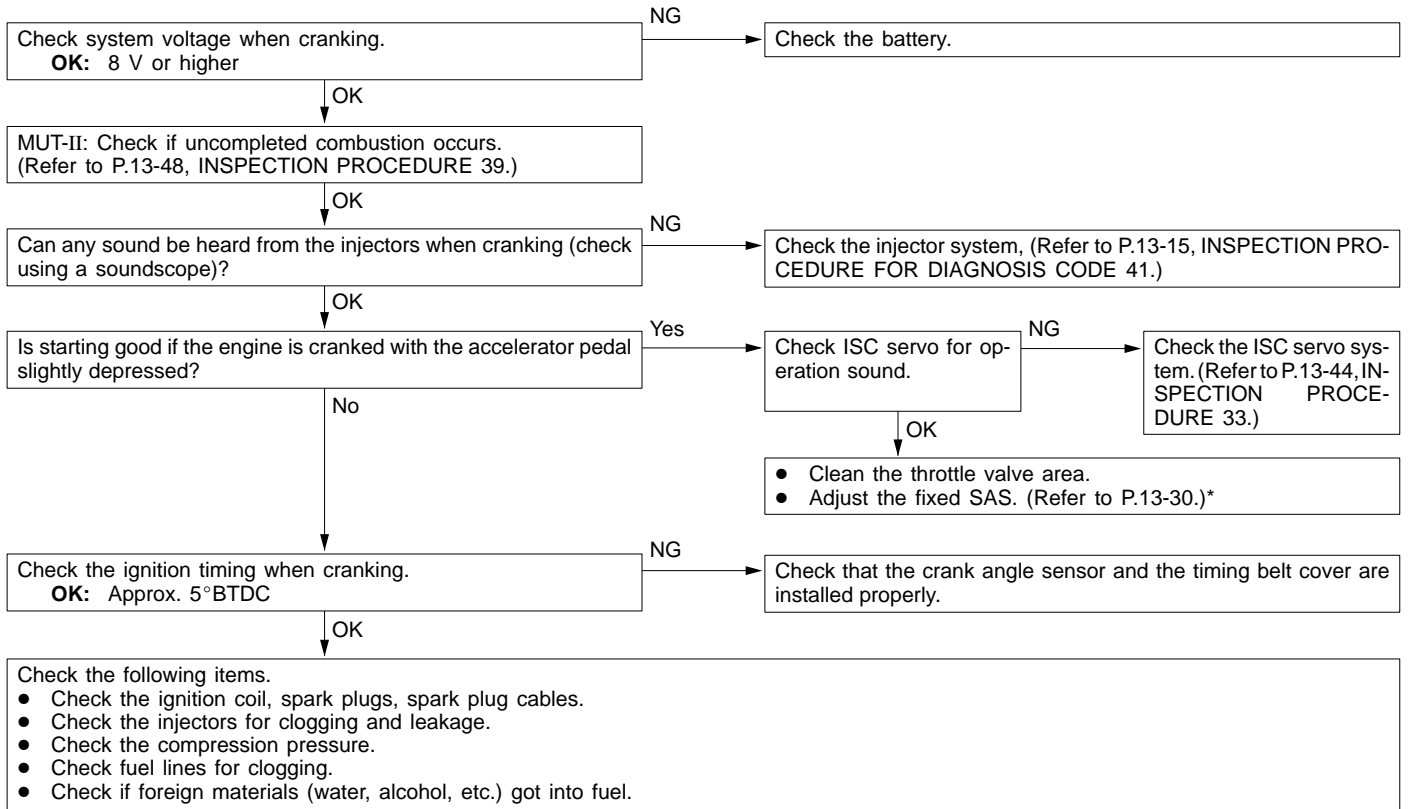 NG
Check system voltage when cranking.
OK: 8 V or higher
Check the battery.
OK
MUT-II: Check if uncompleted combustion occurs.
(Refer to P.13-48, INSPECTION PROCEDURE 39.)
OK
NG
Can any sound be heard from the injectors when cranking (check
using a soundscope)?
Check the injector system, (Refer to P.13-15, INSPECTION PRO-
CEDURE FOR DIAGNOSIS CODE 41.)
OK
Yes
Is starting good if the engine is cranked with the accelerator pedal
slightly depressed?
Check ISC servo for op-
eration sound.
NG
Check the ISC servo sys-
tem. (Refer to P.13-44, IN-
SPECTION PROCE-
DURE 33.)
No
OK
● Clean the throttle valve area.
● Adjust the fixed SAS. (Refer to P.13-30.)*
NG
Check the ignition timing when cranking.
OK: Approx. 5°BTDC
Check that the crank angle sensor and the timing belt cover are
installed properly.
OK
Check the following items.
● Check the ignition coil, spark plugs, spark plug cables.
● Check the injectors for clogging and leakage.
● Check the compression pressure.
● Check fuel lines for clogging.
● Check if foreign materials (water, alcohol, etc.) got into fuel.